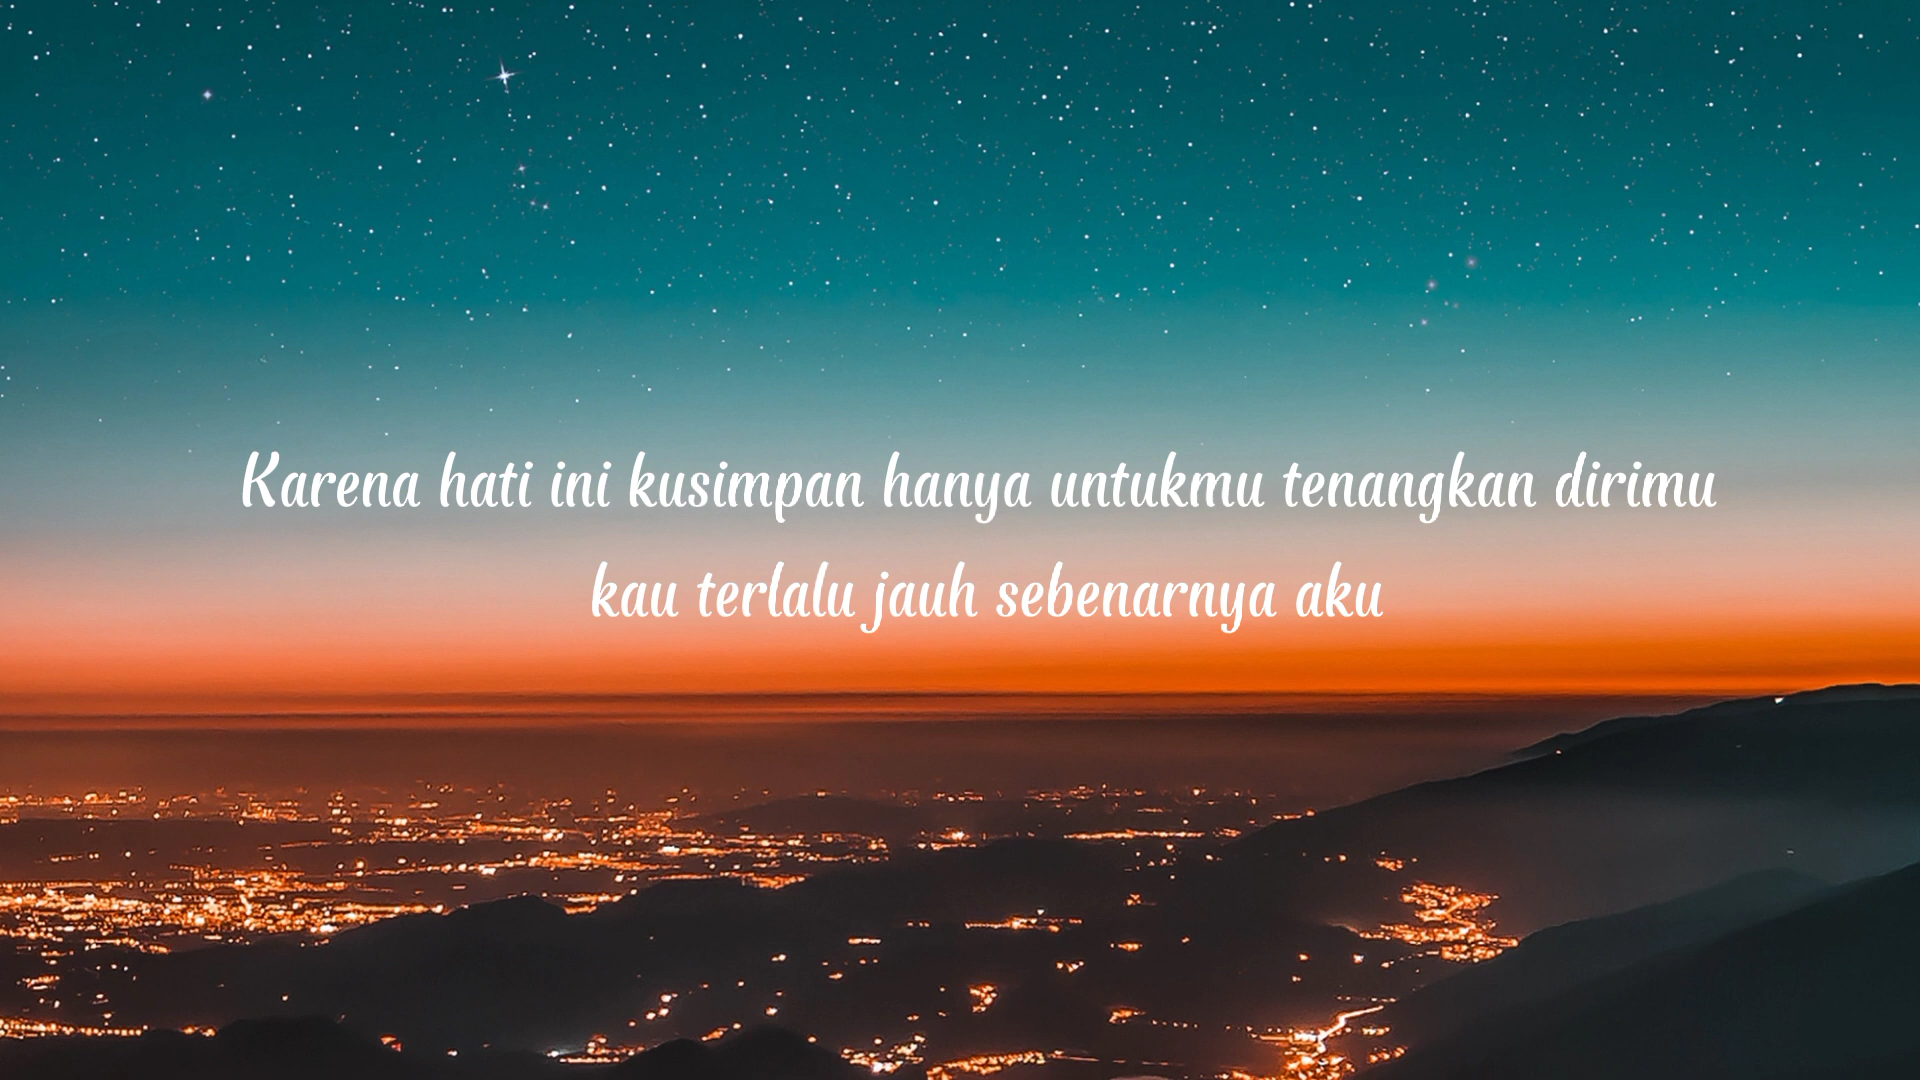 Karena hati ini kusimpan hanya untukmu tenangkan dirimu
kau terlalu jauh sebenarnya aku